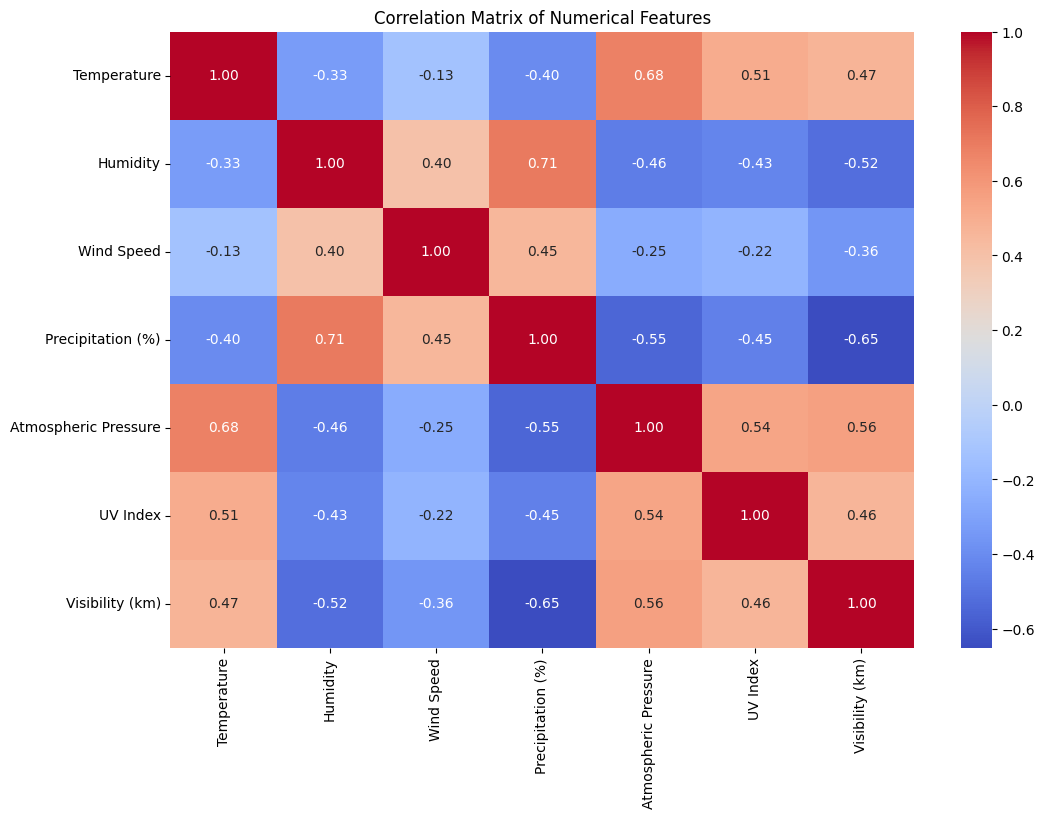 Correlation Matrix of Numerical Features
Temperature 1.00 -0.33 -0.13 -0.40 0.68 0.51 0.47
Humidity -0.33 1.00 0.40 0.71 -0.46 -0.43 -0.52
Wind Speed -0.13 0.40 1.00 0.45 -0.25 -0.22 -0.36
Precipitation (%) -0.40 0.71 0.45 1.00 -0.55 -0.45 -0.65
Atmospheric Pressure 0.68 -0.46 -0.25 -0.55 1.00 0.54 0.56
UV Index 0.51 -0.43 -0.22 -0.45 0.54 1.00 0.46
Visibility (km) 0.47 -0.52 -0.36 -0.65 0.56 0.46 1.00
Temperature
Humidity
Wind Speed
Precipitation (%)
Atmospheric Pressure
UV Index
Visibility (km)
1.0
0.8
0.6
0.4
0.2
0.0
−0.2
−0.4
−0.6